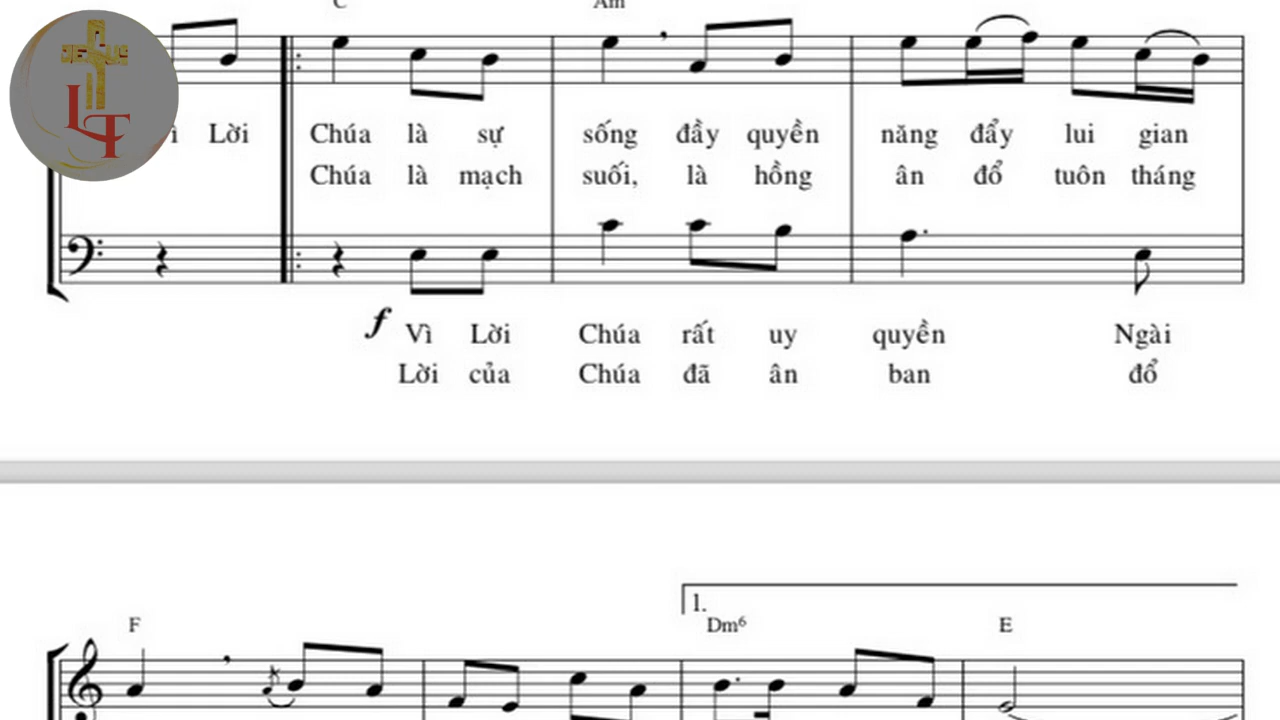 C Am
JESUS
LT
Lời Chúa là sự sống đầy quyền năng đẩy lui gian
Chúa là mạch suối, là hồng ân đổ tuôn tháng
f Vì Lời Chúa rất uy quyền Ngài
Lời của Chúa đã ân ban đổ
1.
F Dm6 E